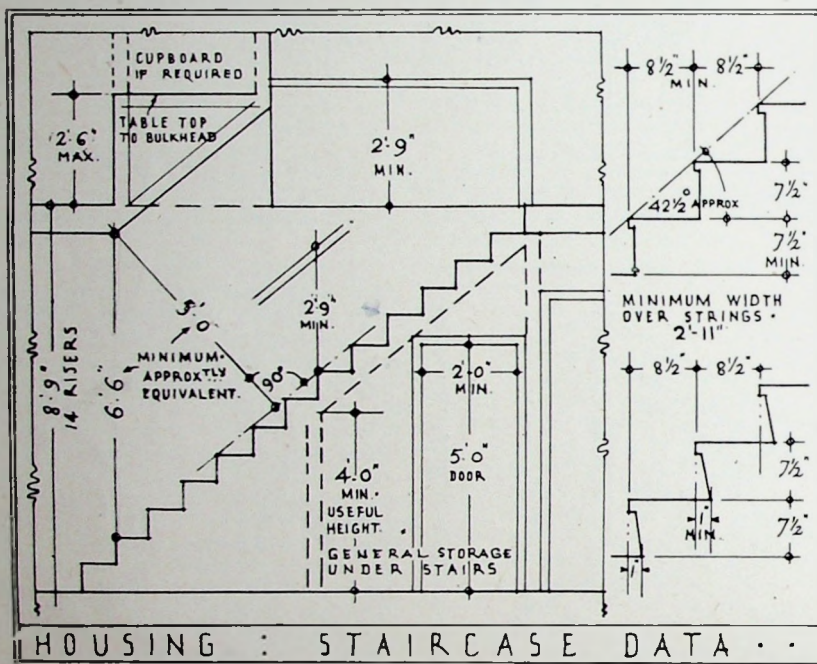 CUPBOARD
IF REQUIRED
TABLE TOP
TO BULKHEAD
2'·6"
MAX.
2'·9"
MIN.
8½" 8½"
MIN.
42½° APPROX
7½"
7½"
MIN.
5'·0"
2'9"
MIN.
MINIMUM·
APPROXTLY
EQUIVALENT.
90°
8'·9"
14 RISERS
6'·6"
2'·0"
MIN.
4'·0"
MIN.
USEFUL
HEIGHT.
5'·0"
DOOR
GENERAL STORAGE
UNDER STAIRS
MINIMUM WIDTH
OVER STRINGS·
2'-11"
8½" 8½"
7½"
7½"
1"
MIN
1"
HOUSING : STAIRCASE DATA··